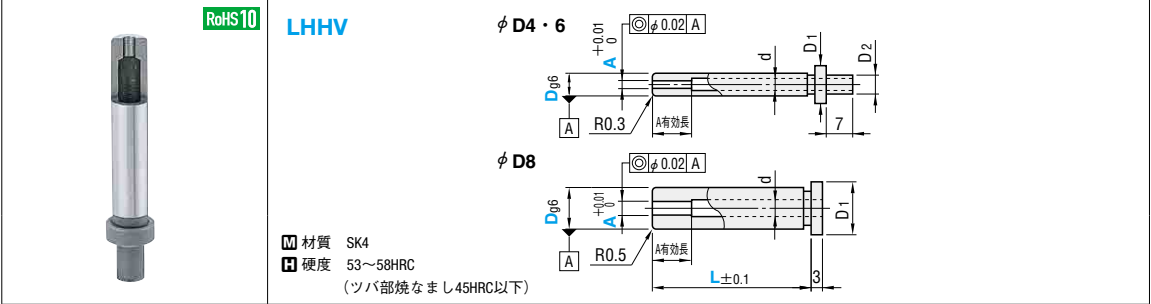 RoHS10
LHHV
φD4・6
◎ φ0.02 A
A +0.01 0
d
D1
D2
Dg6
A
R0.3
A有効長
7
φD8
◎ φ0.02 A
A +0.01 0
d
D1
Dg6
A
R0.5
A有効長
L±0.1
3
M 材質 SK4
H 硬度 53〜58HRC
(ツバ部焼なまし45HRC以下)